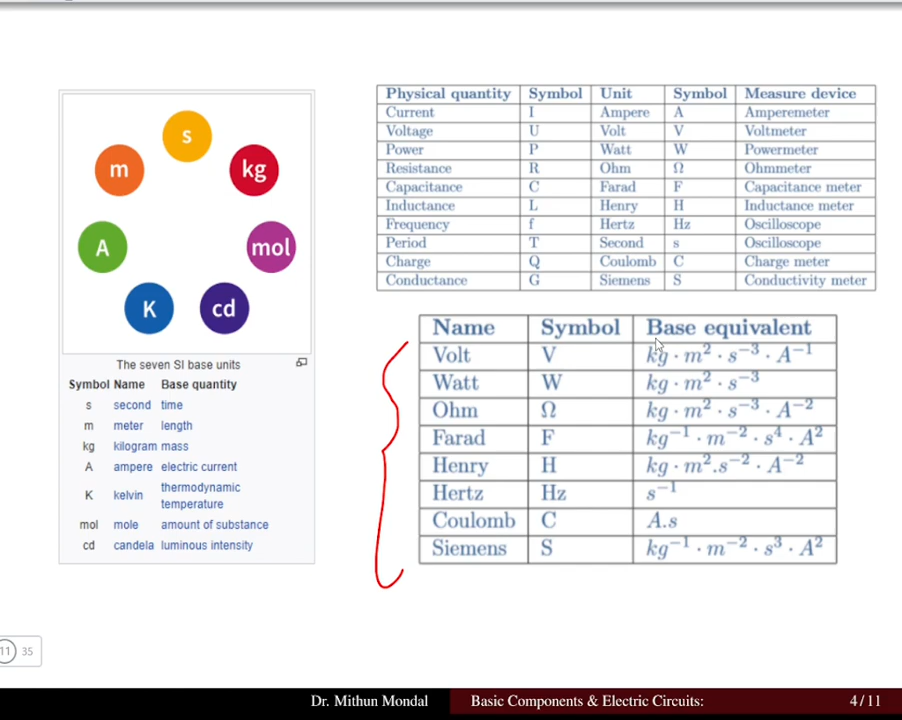 s
m
kg
A
mol
K
cd
The seven SI base units
Symbol Name Base quantity
s second time
m meter length
kg kilogram mass
A ampere electric current
K kelvin thermodynamic
temperature
mol mole amount of substance
cd candela luminous intensity
Physical quantity Symbol Unit Symbol Measure device
Current I Ampere A Amperemeter
Voltage U Volt V Voltmeter
Power P Watt W Powermeter
Resistance R Ohm Ω Ohmmeter
Capacitance C Farad F Capacitance meter
Inductance L Henry H Inductance meter
Frequency f Hertz Hz Oscilloscope
Period T Second s Oscilloscope
Charge Q Coulomb C Charge meter
Conductance G Siemens S Conductivity meter
Name Symbol Base equivalent
Volt V kg · m² · s⁻³ · A⁻¹
Watt W kg · m² · s⁻³
Ohm Ω kg · m² · s⁻³ · A⁻²
Farad F kg⁻¹ · m⁻² · s⁴ · A²
Henry H kg · m².s⁻² · A⁻²
Hertz Hz s⁻¹
Coulomb C A.s
Siemens S kg⁻¹ · m⁻² · s³ · A²
11 35
Dr. Mithun Mondal Basic Components & Electric Circuits: 4 / 11